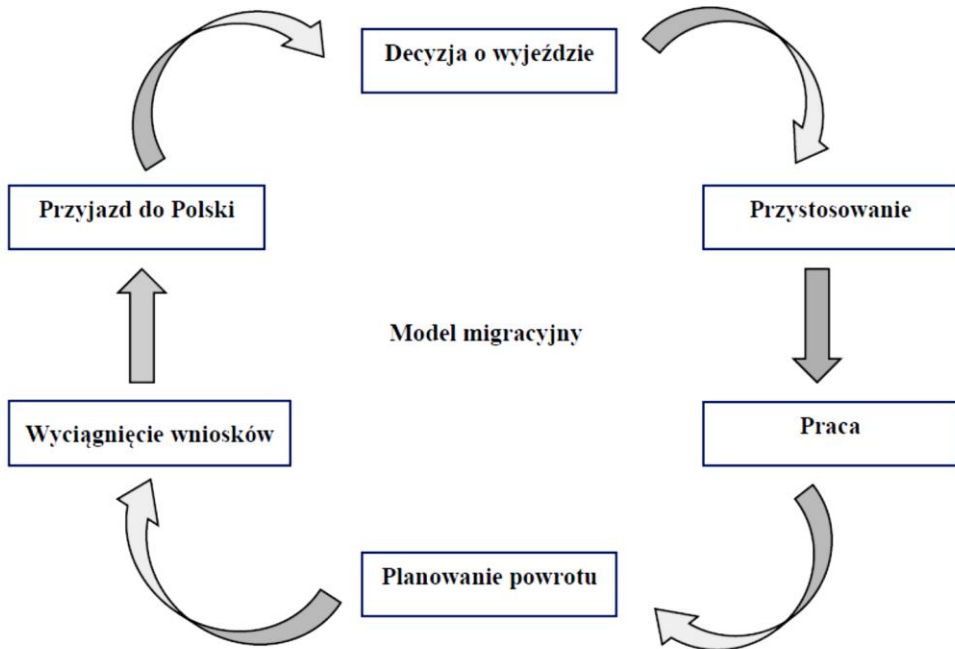 Decyzja o wyjeździe
Przyjazd do Polski
Przystosowanie
Model migracyjny
Wyciągnięcie wniosków
Praca
Planowanie powrotu